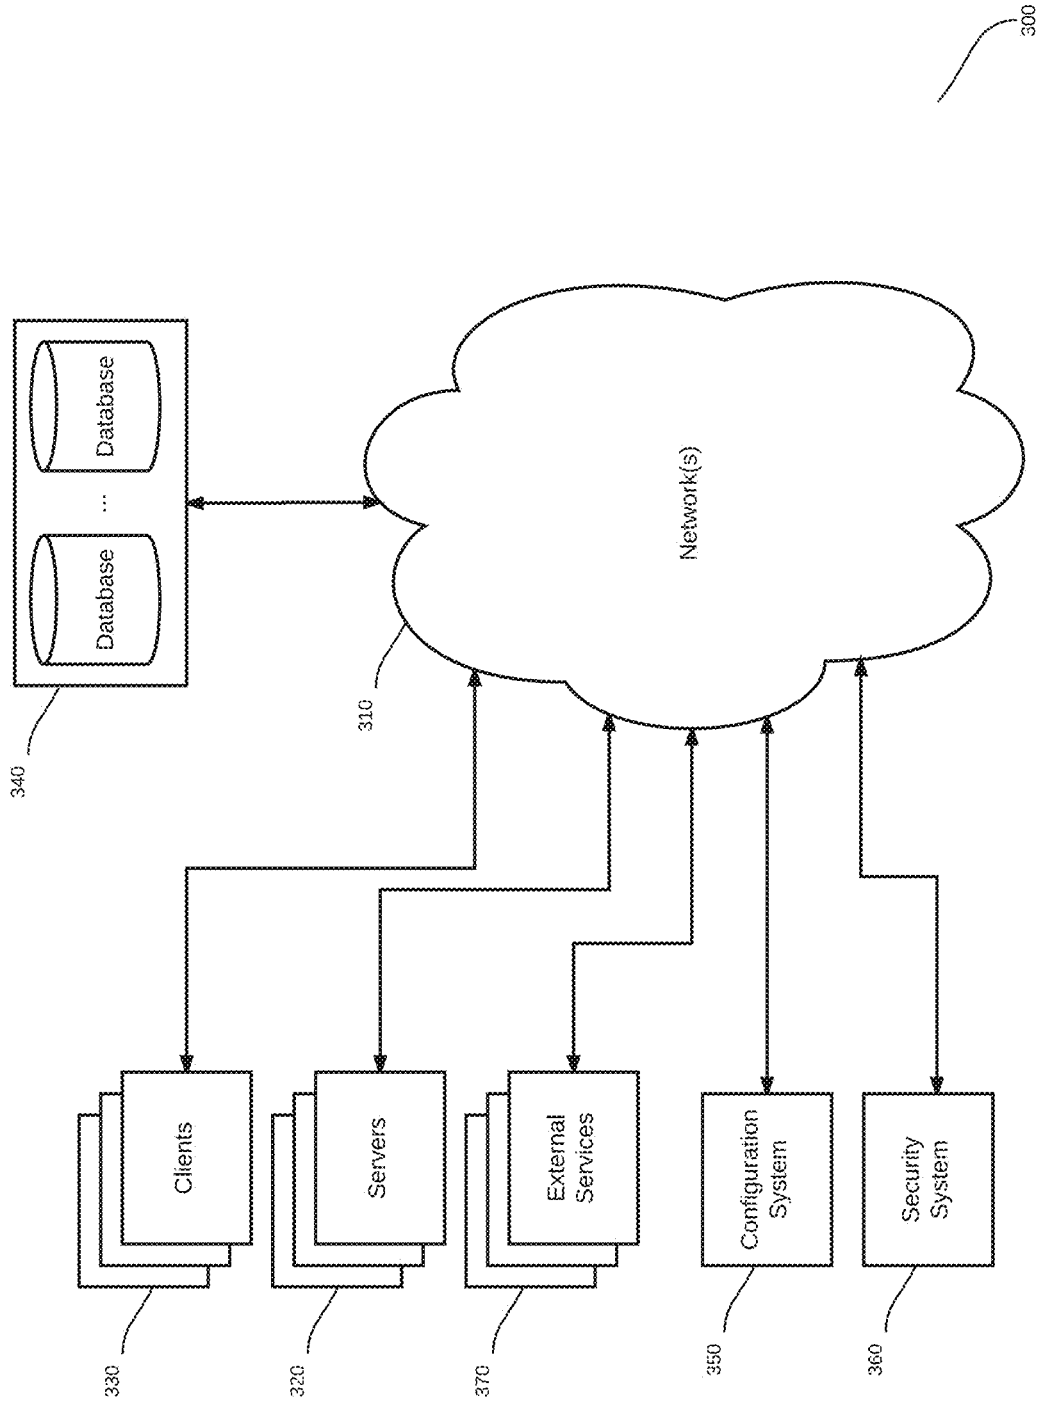 330
Clients
320
Servers
370
External
Services
350
Configuration
System
360
Security
System
340
Database
...
Database
310
Network(s)
300